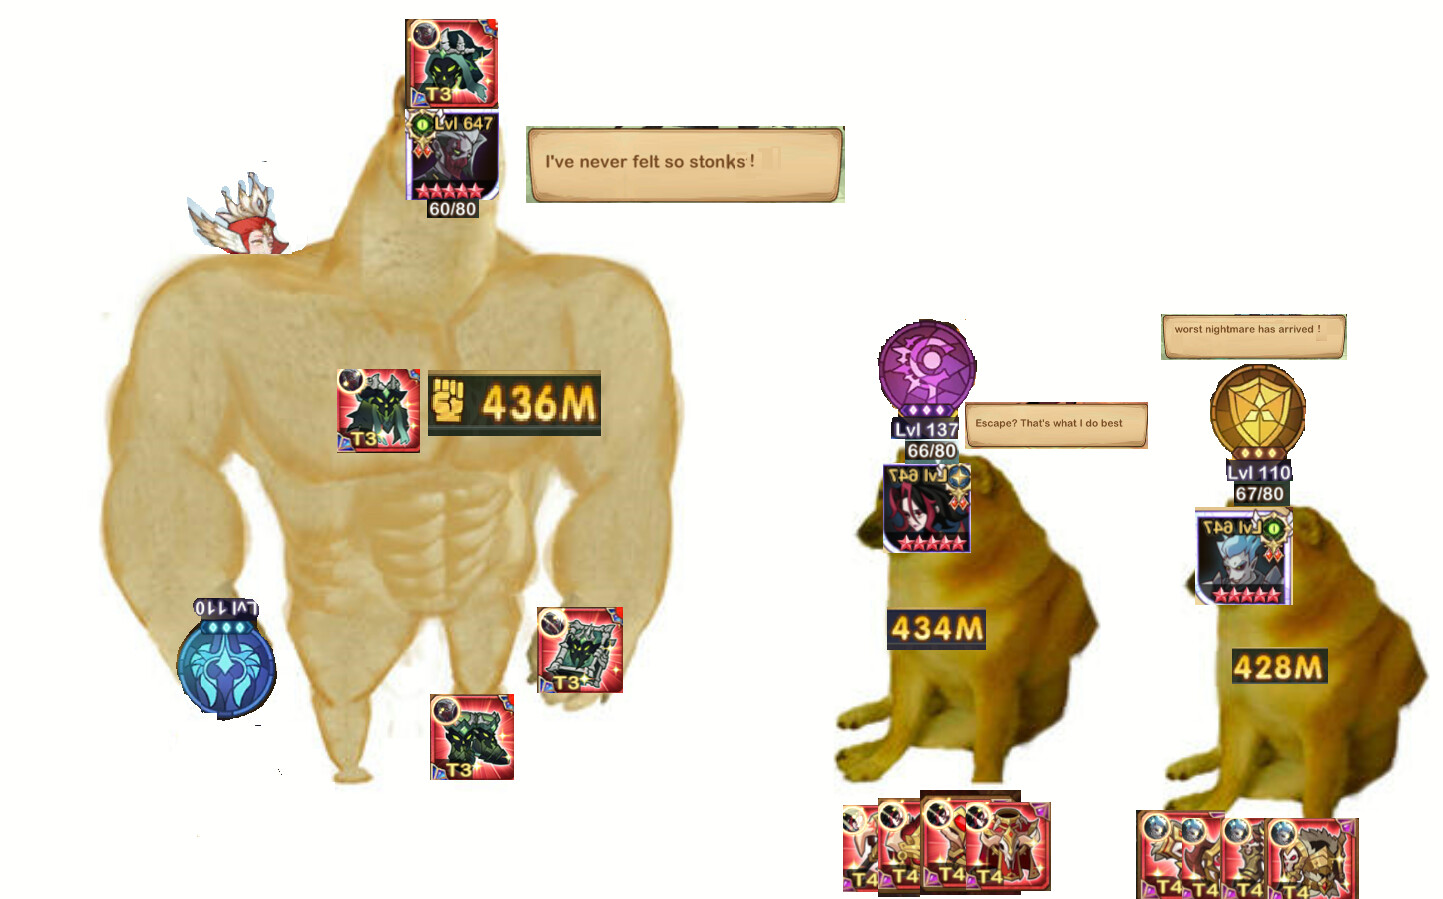 T3
Lvl 647
60/80
I've never felt so stonks !
T3
436M
Lvl 110
T3
T3
Lvl 137
66/80
Escape? That's what I do best
Lvl 647
434M
T4
T4
T4
T4
worst nightmare has arrived !
Lvl 110
67/80
Lvl 647
428M
T4
T4
T4
T4